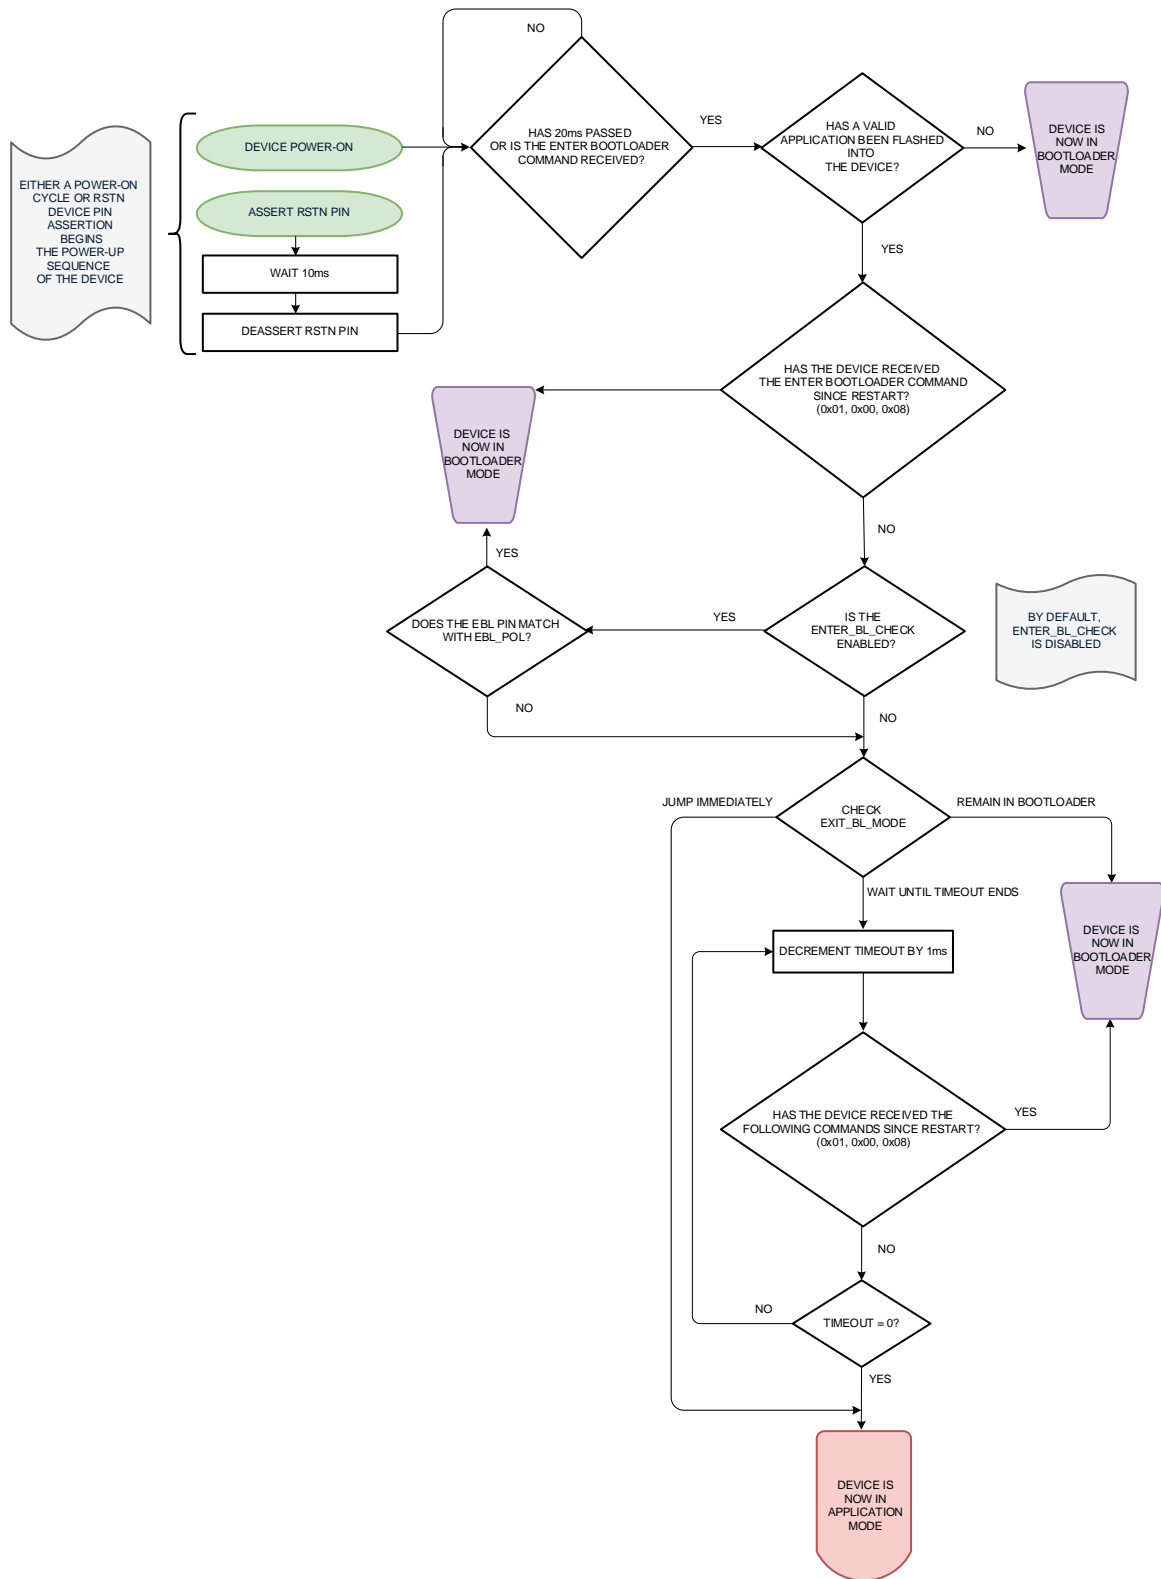 NO
HAS 20ms PASSED
OR IS THE ENTER BOOTLOADER
COMMAND RECEIVED?
YES
HAS A VALID
APPLICATION BEEN FLASHED
INTO
THE DEVICE?
NO
DEVICE IS
NOW IN
BOOTLOADER
MODE
DEVICE POWER-ON
EITHER A POWER-ON
CYCLE OR RSTN
DEVICE PIN
ASSERTION
BEGINS
THE POWER-UP
SEQUENCE
OF THE DEVICE
ASSERT RSTN PIN
WAIT 10ms
DEASSERT RSTN PIN
YES
HAS THE DEVICE RECEIVED
THE ENTER BOOTLOADER COMMAND
SINCE RESTART?
(0x01, 0x00, 0x08)
DEVICE IS
NOW IN
BOOTLOADER
MODE
NO
YES
DOES THE EBL PIN MATCH
WITH EBL_POL?
YES
IS THE
ENTER_BL_CHECK
ENABLED?
BY DEFAULT,
ENTER_BL_CHECK
IS DISABLED
NO
NO
JUMP IMMEDIATELY
CHECK
EXIT_BL_MODE
REMAIN IN BOOTLOADER
WAIT UNTIL TIMEOUT ENDS
DECREMENT TIMEOUT BY 1ms
DEVICE IS
NOW IN
BOOTLOADER
MODE
HAS THE DEVICE RECEIVED THE
FOLLOWING COMMANDS SINCE RESTART?
(0x01, 0x00, 0x08)
YES
NO
NO
TIMEOUT = 0?
YES
DEVICE IS
NOW IN
APPLICATION
MODE